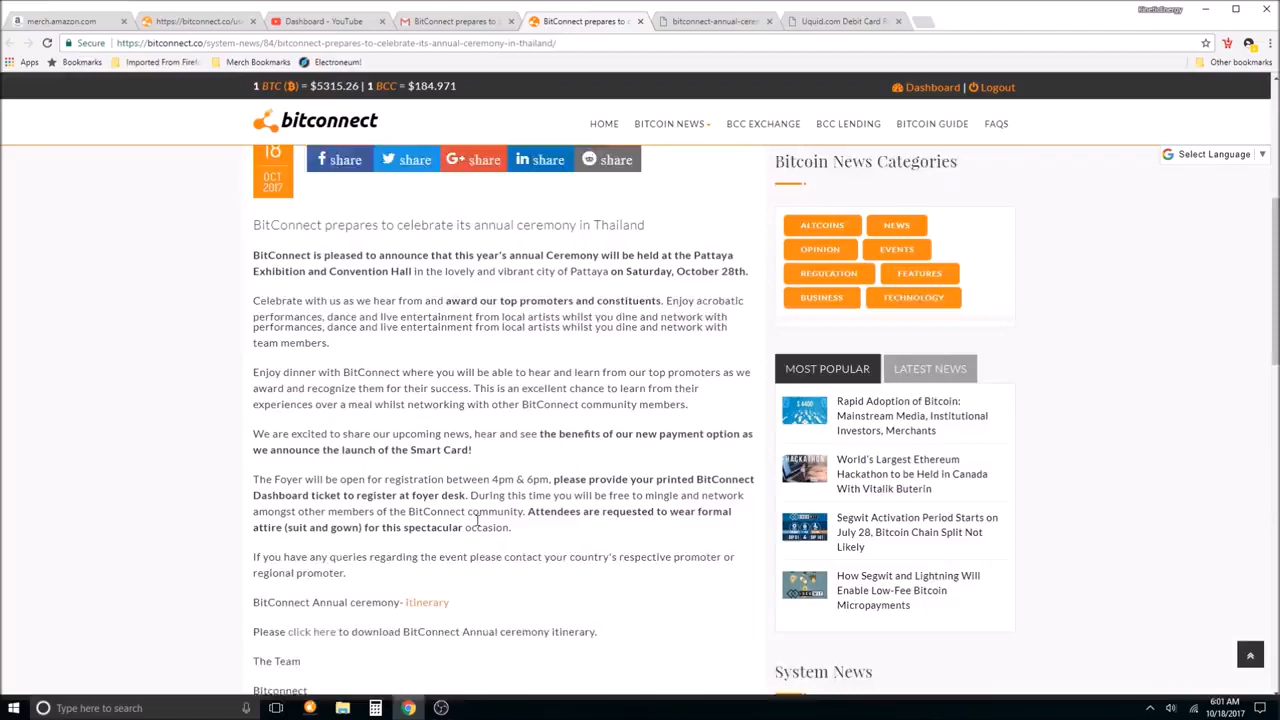 merch.amazon.com
https://bitconnect.co/us
Dashboard - YouTube
BitConnect prepares to c
BitConnect prepares to c
bitconnect-annual-cere
Uquid.com Debit Card R
KineticEnergy
Secure
https://bitconnect.co/system-news/84/bitconnect-prepares-to-celebrate-its-annual-ceremony-in-thailand/
Apps
Bookmarks
Imported From Firef
Merch Bookmarks
Electroneum!
Other bookmarks
1 BTC (₿) = $5315.26 | 1 BCC = $184.971
Dashboard | Logout
bitconnect
HOME
BITCOIN NEWS
BCC EXCHANGE
BCC LENDING
BITCOIN GUIDE
FAQS
Select Language
18
OCT
2017
share
share
share
share
share
BitConnect prepares to celebrate its annual ceremony in Thailand
BitConnect is pleased to announce that this year's annual Ceremony will be held at the Pattaya
Exhibition and Convention Hall in the lovely and vibrant city of Pattaya on Saturday, October 28th.
Celebrate with us as we hear from and award our top promoters and constituents. Enjoy acrobatic
performances, dance and live entertainment from local artists whilst you dine and network with
performances, dance and live entertainment from local artists whilst you dine and network with
team members.
Enjoy dinner with BitConnect where you will be able to hear and learn from our top promoters as we
award and recognize them for their success. This is an excellent chance to learn from their
experiences over a meal whilst networking with other BitConnect community members.
We are excited to share our upcoming news, hear and see the benefits of our new payment option as
we announce the launch of the Smart Card!
The Foyer will be open for registration between 4pm & 6pm, please provide your printed BitConnect
Dashboard ticket to register at foyer desk. During this time you will be free to mingle and network
amongst other members of the BitConnect community. Attendees are requested to wear formal
attire (suit and gown) for this spectacular occasion.
If you have any queries regarding the event please contact your country's respective promoter or
regional promoter.
BitConnect Annual ceremony- itinerary
Please click here to download BitConnect Annual ceremony itinerary.
The Team
Bitconnect
Bitcoin News Categories
ALTCOINS
NEWS
OPINION
EVENTS
REGULATION
FEATURES
BUSINESS
TECHNOLOGY
MOST POPULAR
LATEST NEWS
Rapid Adoption of Bitcoin:
Mainstream Media, Institutional
Investors, Merchants
World's Largest Ethereum
Hackathon to be Held in Canada
With Vitalik Buterin
Segwit Activation Period Starts on
July 28, Bitcoin Chain Split Not
Likely
How Segwit and Lightning Will
Enable Low-Fee Bitcoin
Micropayments
System News
Type here to search
6:01 AM
10/18/2017